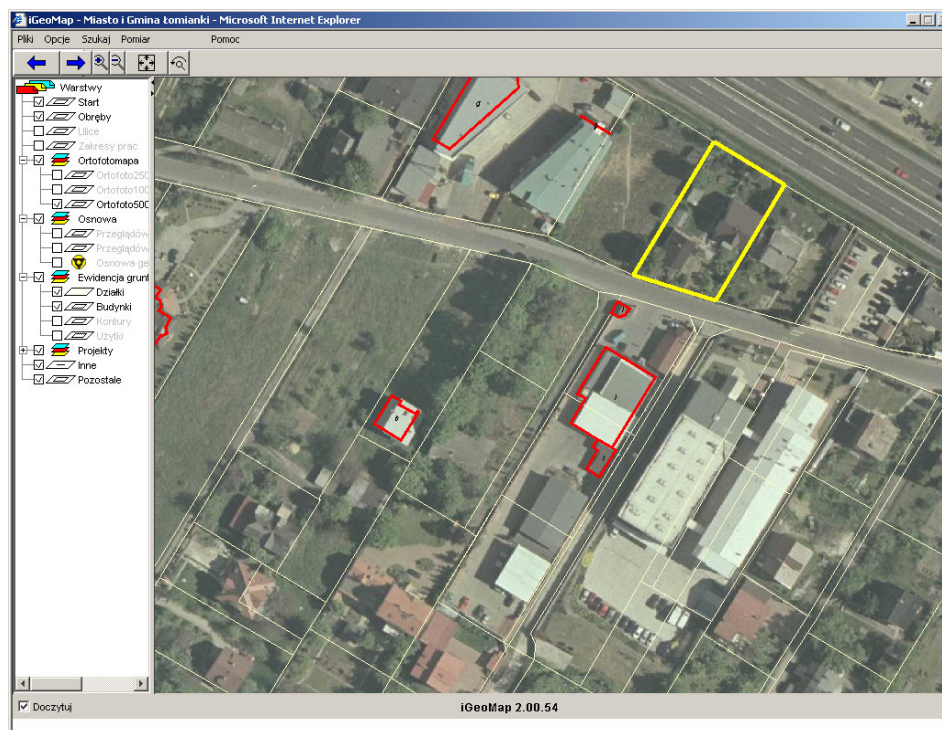 iGeoMap - Miasto i Gmina Łomianki - Microsoft Internet Explorer
Pliki Opcje Szukaj Pomiar Pomoc
Warstwy
Start
Obręby
Ulice
Zakresy prac
Ortofotomapa
Ortofoto250
Ortofoto100
Ortofoto500
Osnowa
Przeglądów
Przeglądów
Osnowa ge
Ewidencja grunt
Działki
Budynki
Kontury
Użytki
Projekty
Inne
Pozostałe
Doczytuj
iGeoMap 2.00.54